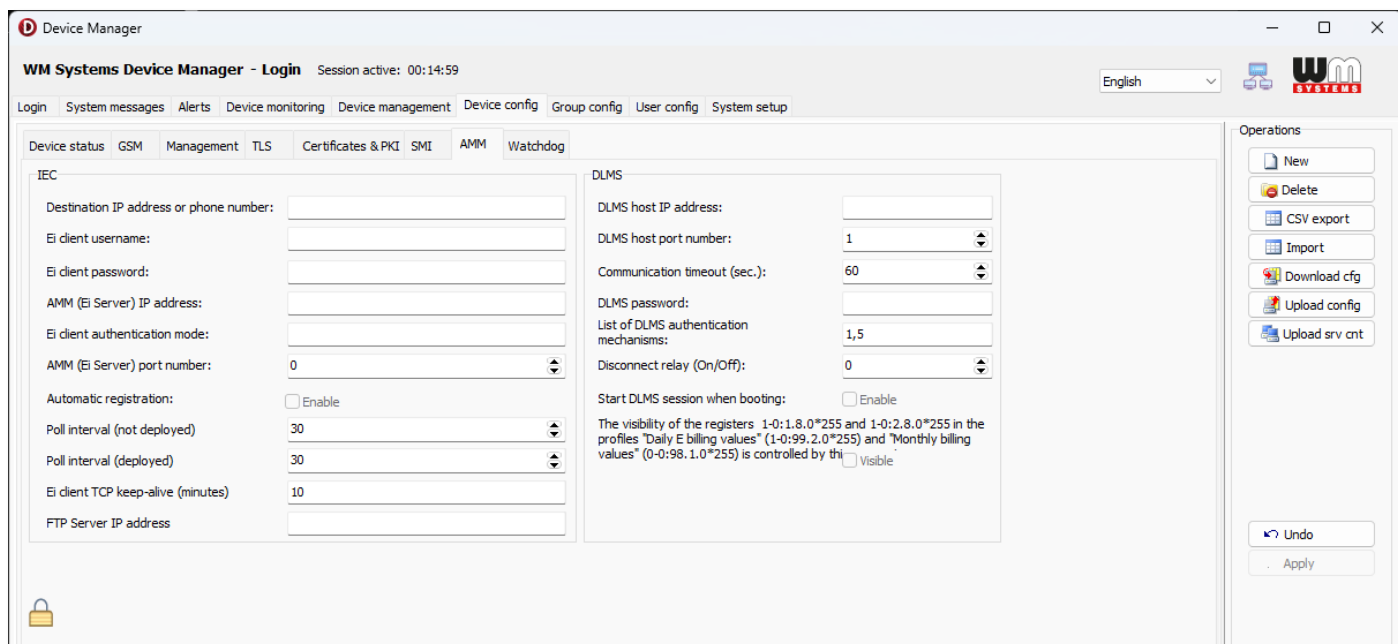 Device Manager
WM Systems Device Manager - Login Session active: 00:14:59
English
WM SYSTEMS
Login System messages Alerts Device monitoring Device management Device config Group config User config System setup
Device status GSM Management TLS Certificates & PKI SMI AMM Watchdog
IEC
Destination IP address or phone number:
Ei client username:
Ei client password:
AMM (Ei Server) IP address:
Ei client authentication mode:
AMM (Ei Server) port number: 0
Automatic registration: Enable
Poll interval (not deployed) 30
Poll interval (deployed) 30
Ei client TCP keep-alive (minutes) 10
FTP Server IP address
DLMS
DLMS host IP address:
DLMS host port number: 1
Communication timeout (sec.): 60
DLMS password:
List of DLMS authentication
mechanisms: 1,5
Disconnect relay (On/Off): 0
Start DLMS session when booting: Enable
The visibility of the registers 1-0:1.8.0*255 and 1-0:2.8.0*255 in the
profiles "Daily E billing values" (1-0:99.2.0*255) and "Monthly billing
values" (0-0:98.1.0*255) is controlled by
Visible
Operations
New
Delete
CSV export
Import
Download cfg
Upload config
Upload srv cnt
Undo
Apply